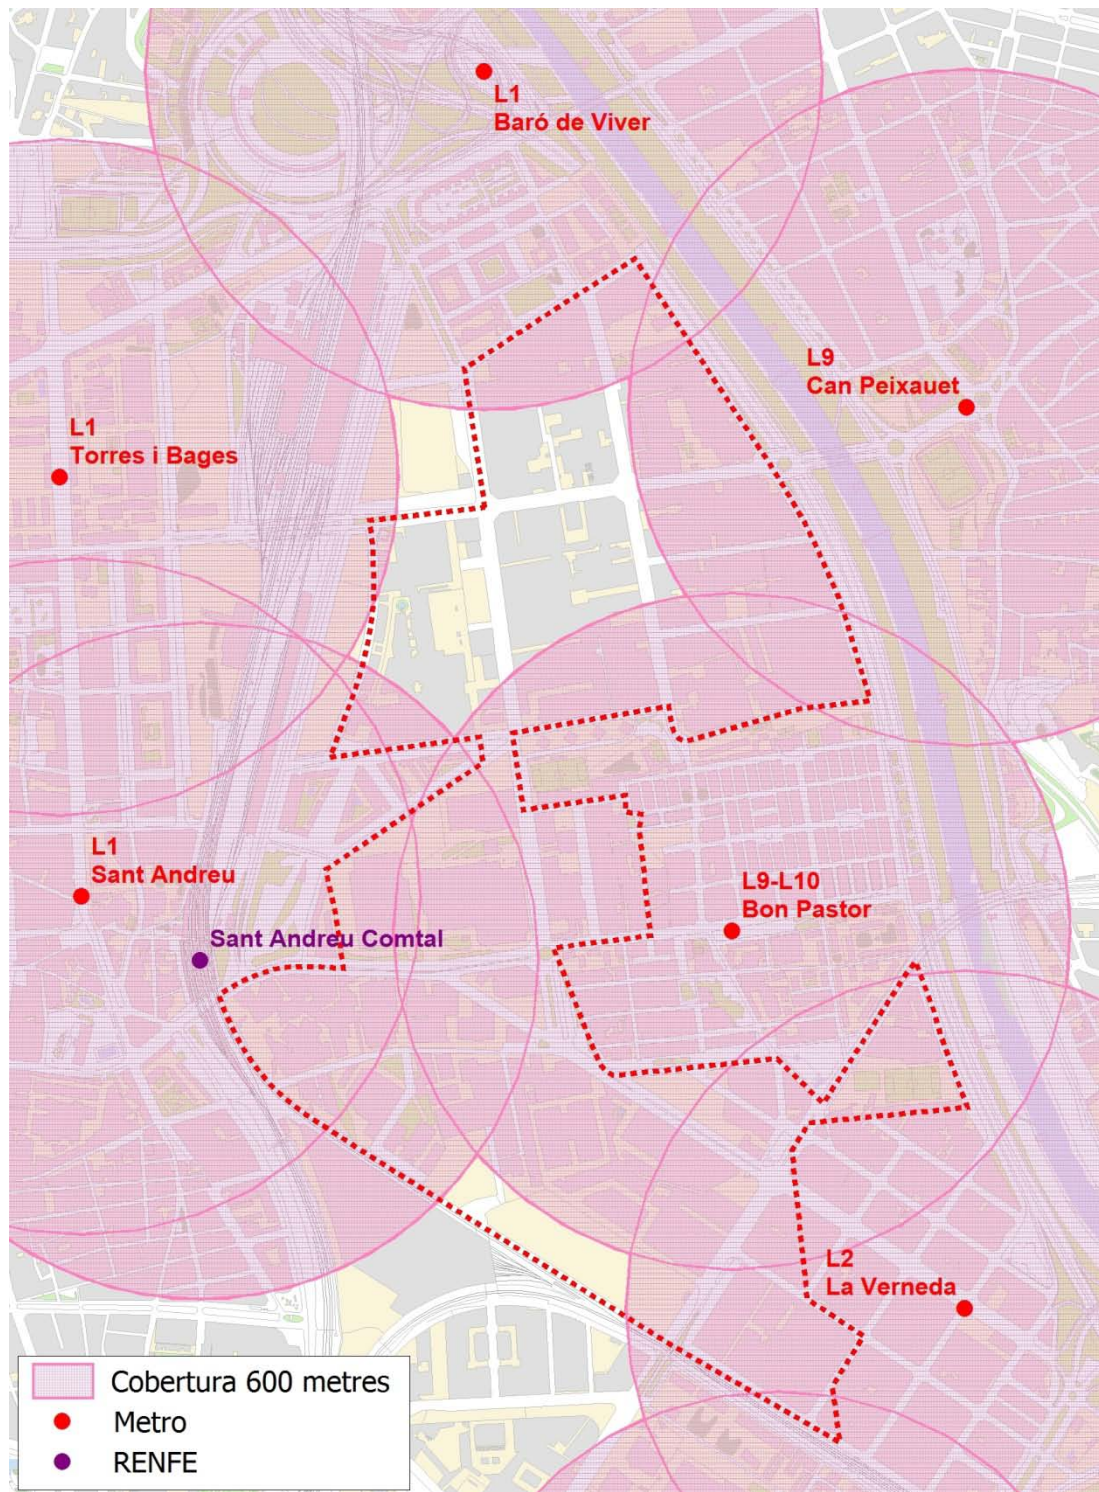 L1
Baró de Viver
L9
Can Peixauet
L1
Torres i Bages
L1
Sant Andreu
L9-L10
Bon Pastor
Sant Andreu Comtal
L2
La Verneda
Cobertura 600 metres
Metro
RENFE